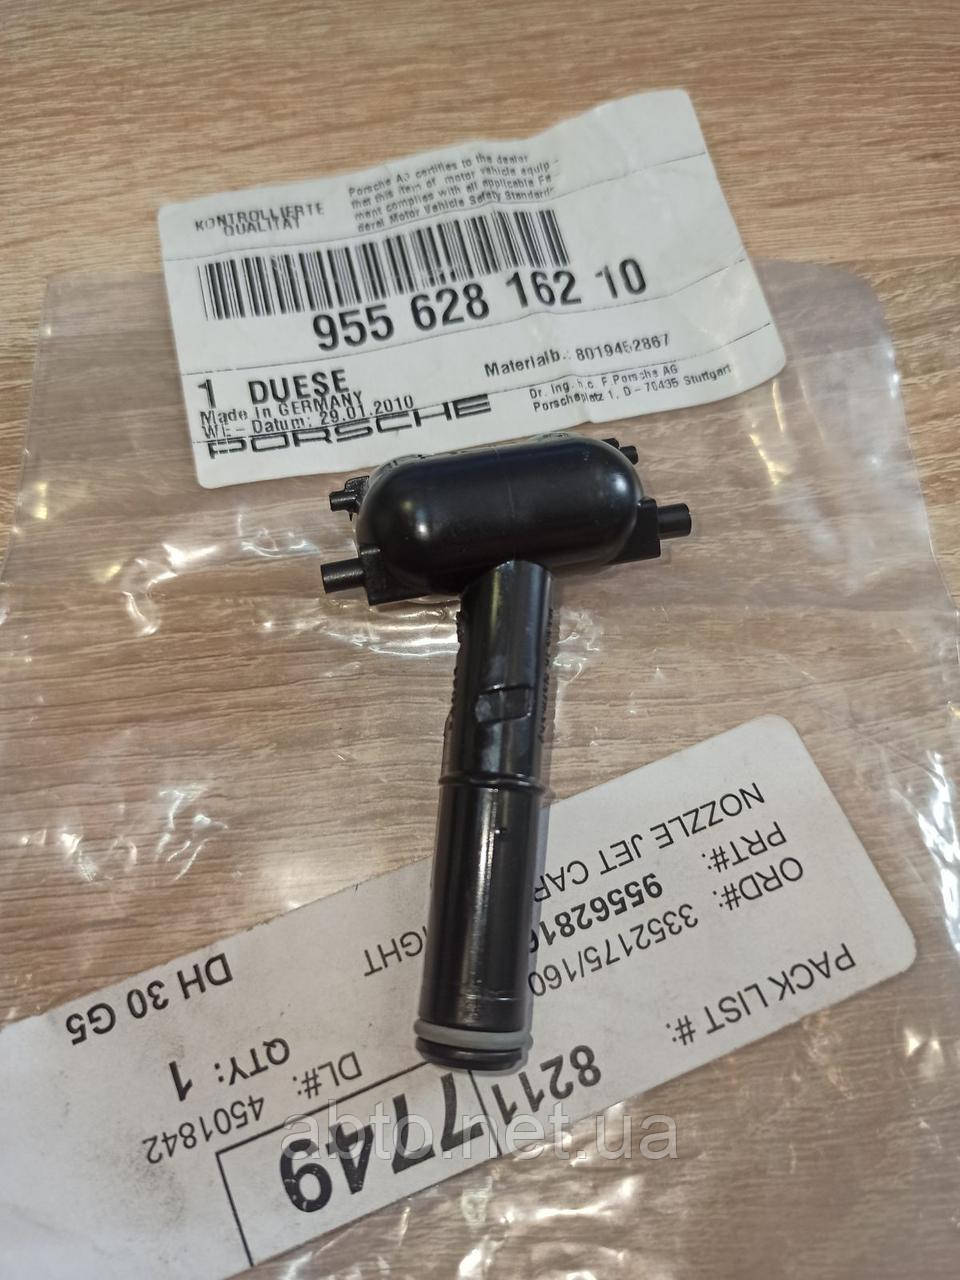 KONTROLLIERTE
QUALITÄT
Porsche AG certifies to the dealer
that this item of motor vehicle equip-
ment complies with all applicable Fe
deral Motor Vehicle Safety Standards
955 628 162 10
1 DUESE
Materialb.: 8019452867
Made in GERMANY
WE - Datum: 29.01.2010
PORSCHE
Dr. Ing. h.c. F. Porsche AG
Porscheplatz 1, D - 70435 Stuttgart
PACK LIST #:
8211
7749
ORD#: 3352175/160
DL#: 4501842
PRT#: 95562816
QTY: 1
NOZZLE JET CAR
DH 30 G5
abto.net.ua